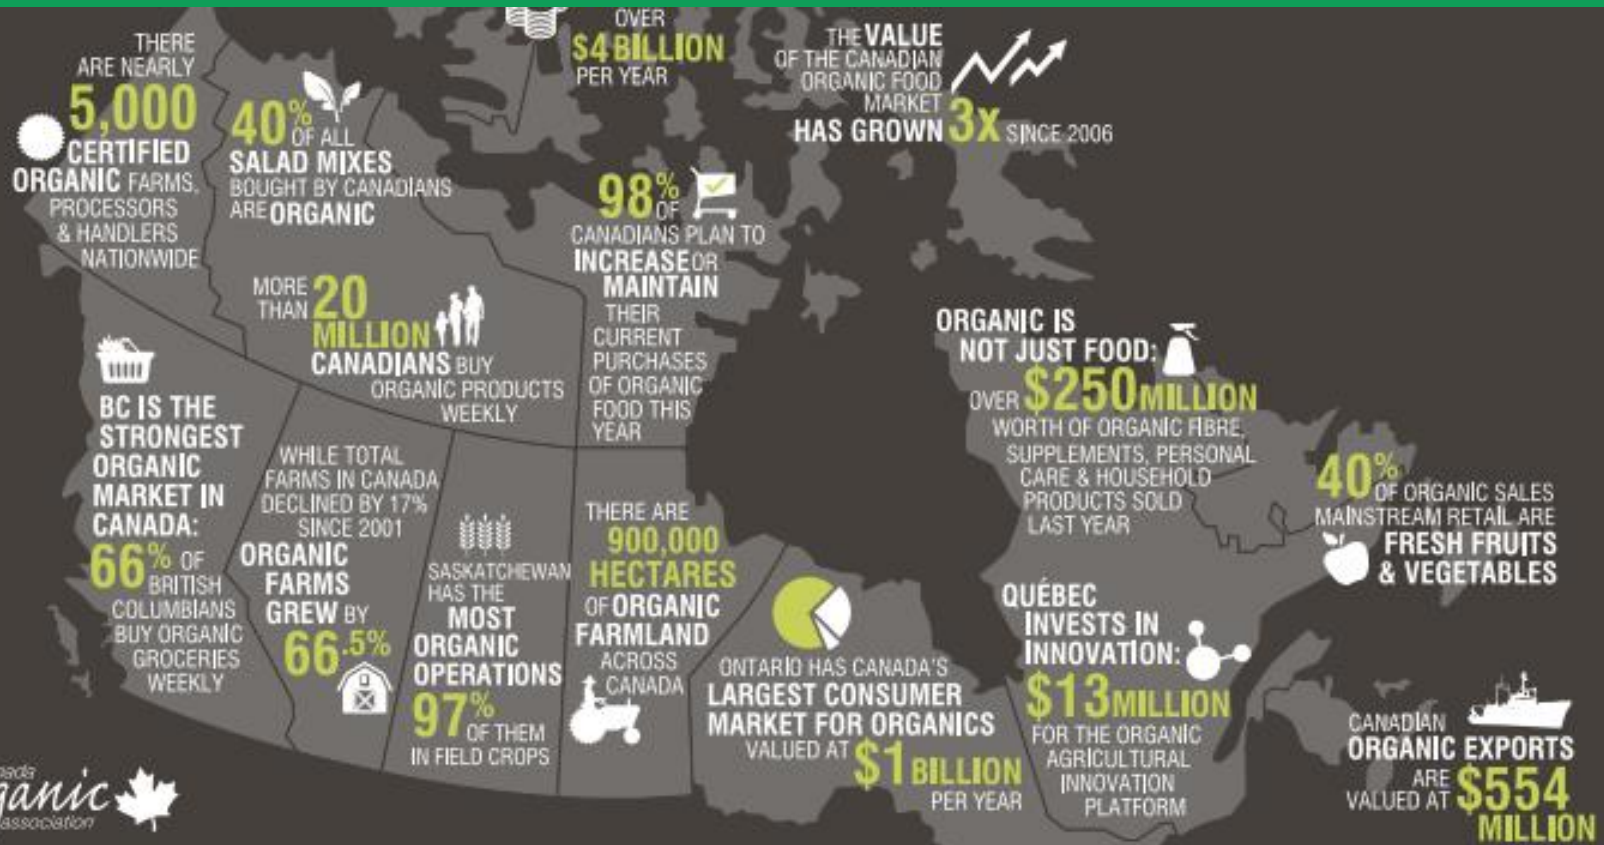 OVER
$4 BILLION
PER YEAR
THE VALUE
OF THE CANADIAN
ORGANIC FOOD
MARKET
HAS GROWN 3x SINCE 2006
THERE
ARE NEARLY
5,000
CERTIFIED
ORGANIC FARMS,
PROCESSORS
& HANDLERS
NATIONWIDE
40%
OF ALL
SALAD MIXES
BOUGHT BY CANADIANS
ARE ORGANIC
98%
OF
CANADIANS PLAN TO
INCREASE OR
MAINTAIN
THEIR
CURRENT
PURCHASES
OF ORGANIC
FOOD THIS
YEAR
MORE
THAN 20
MILLION
CANADIANS BUY
ORGANIC PRODUCTS
WEEKLY
ORGANIC IS
NOT JUST FOOD:
OVER $250 MILLION
WORTH OF ORGANIC FIBRE,
SUPPLEMENTS, PERSONAL
CARE & HOUSEHOLD
PRODUCTS SOLD
LAST YEAR
BC IS THE
STRONGEST
ORGANIC
MARKET IN
CANADA:
66% OF
BRITISH
COLUMBIANS
BUY ORGANIC
GROCERIES
WEEKLY
WHILE TOTAL
FARMS IN CANADA
DECLINED BY 17%
SINCE 2001
ORGANIC
FARMS
GREW BY
66.5%
SASKATCHEWAN
HAS THE
MOST
ORGANIC
OPERATIONS
97%
OF THEM
IN FIELD CROPS
THERE ARE
900,000
HECTARES
OF ORGANIC
FARMLAND
ACROSS
CANADA
ONTARIO HAS CANADA'S
LARGEST CONSUMER
MARKET FOR ORGANICS
VALUED AT $1 BILLION
PER YEAR
QUÉBEC
INVESTS IN
INNOVATION:
$13 MILLION
FOR THE ORGANIC
AGRICULTURAL
INNOVATION
PLATFORM
40%
OF ORGANIC SALES
MAINSTREAM RETAIL ARE
FRESH FRUITS
& VEGETABLES
CANADIAN
ORGANIC EXPORTS
ARE
VALUED AT $554
MILLION
association